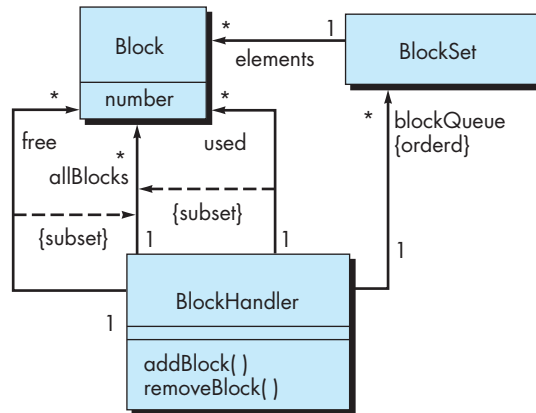 Block
number
*
1
elements
BlockSet
*
*
free
*
allBlocks
used
*
blockQueue
{orderd}
{subset}
{subset}
1
1
1
1
BlockHandler
addBlock( )
removeBlock( )